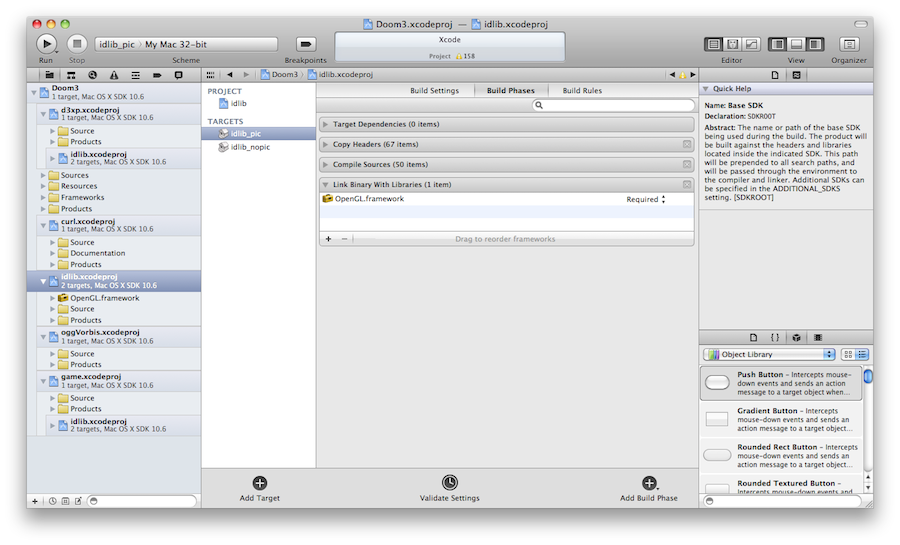 Doom3.xcodeproj — idlib.xcodeproj
idlib_pic My Mac 32-bit
Xcode
Project 158
Run
Stop
Scheme
Breakpoints
Editor
View
Organizer
Doom3
1 target, Mac OS X SDK 10.6
d3xp.xcodeproj
1 target, Mac OS X SDK 10.6
Source
Products
idlib.xcodeproj
2 targets, Mac OS X SDK 10.6
Sources
Resources
Frameworks
Products
curl.xcodeproj
1 target, Mac OS X SDK 10.6
Source
Documentation
Products
idlib.xcodeproj
2 targets, Mac OS X SDK 10.6
OpenGL.framework
Source
Products
oggVorbis.xcodeproj
1 target, Mac OS X SDK 10.6
Source
Products
game.xcodeproj
1 target, Mac OS X SDK 10.6
Source
Products
idlib.xcodeproj
2 targets, Mac OS X SDK 10.6
Doom3 idlib.xcodeproj
PROJECT
idlib
TARGETS
idlib_pic
idlib_nopic
Build Settings
Build Phases
Build Rules
Target Dependencies (0 items)
Copy Headers (67 items)
Compile Sources (50 items)
Link Binary With Libraries (1 item)
OpenGL.framework
Required
Drag to reorder frameworks
Add Target
Validate Settings
Add Build Phase
Quick Help
Name: Base SDK
Declaration: SDKROOT
Abstract: The name or path of the base SDK
being used during the build. The product will
be built against the headers and libraries
located inside the indicated SDK. This path
will be prepended to all search paths, and
will be passed through the environment to
the compiler and linker. Additional SDKs can
be specified in the ADDITIONAL_SDKS
setting. [SDKROOT]
Object Library
Push Button – Intercepts mouse-
down events and sends an action
message to a target object when...
Gradient Button – Intercepts
mouse-down events and sends an
action message to a target object...
Rounded Rect Button – Intercepts
mouse-down events and sends an
action message to a target object...
Rounded Textured Button –
Intercepts mouse-down events and